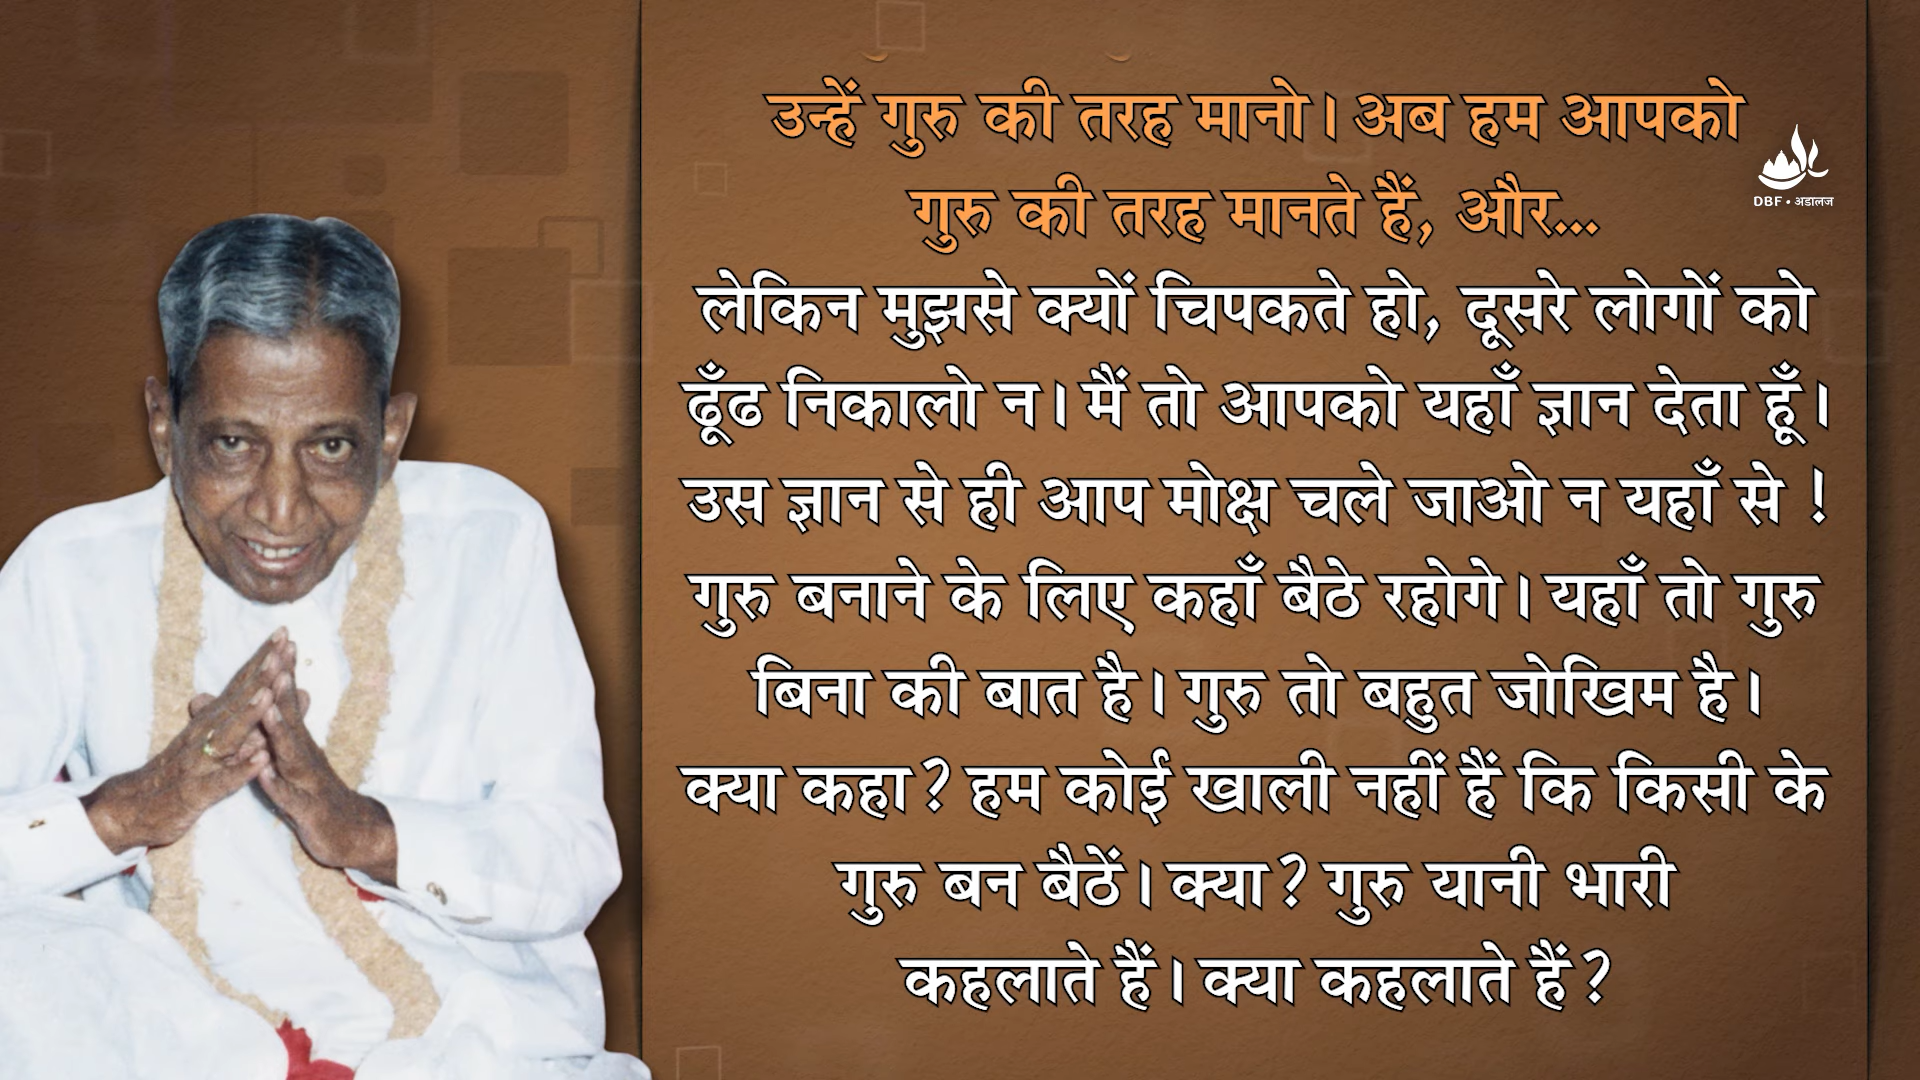 उन्हें गुरु की तरह मानो। अब हम आपको
गुरु की तरह मानते हैं, और...
DBF • अडालज
लेकिन मुझसे क्यों चिपकते हो, दूसरे लोगों को
ढूँढ निकालो न। मैं तो आपको यहाँ ज्ञान देता हूँ।
उस ज्ञान से ही आप मोक्ष चले जाओ न यहाँ से !
गुरु बनाने के लिए कहाँ बैठे रहोगे। यहाँ तो गुरु
बिना की बात है। गुरु तो बहुत जोखिम है।
क्या कहा? हम कोई खाली नहीं हैं कि किसी के
गुरु बन बैठें। क्या? गुरु यानी भारी
कहलाते हैं। क्या कहलाते हैं?